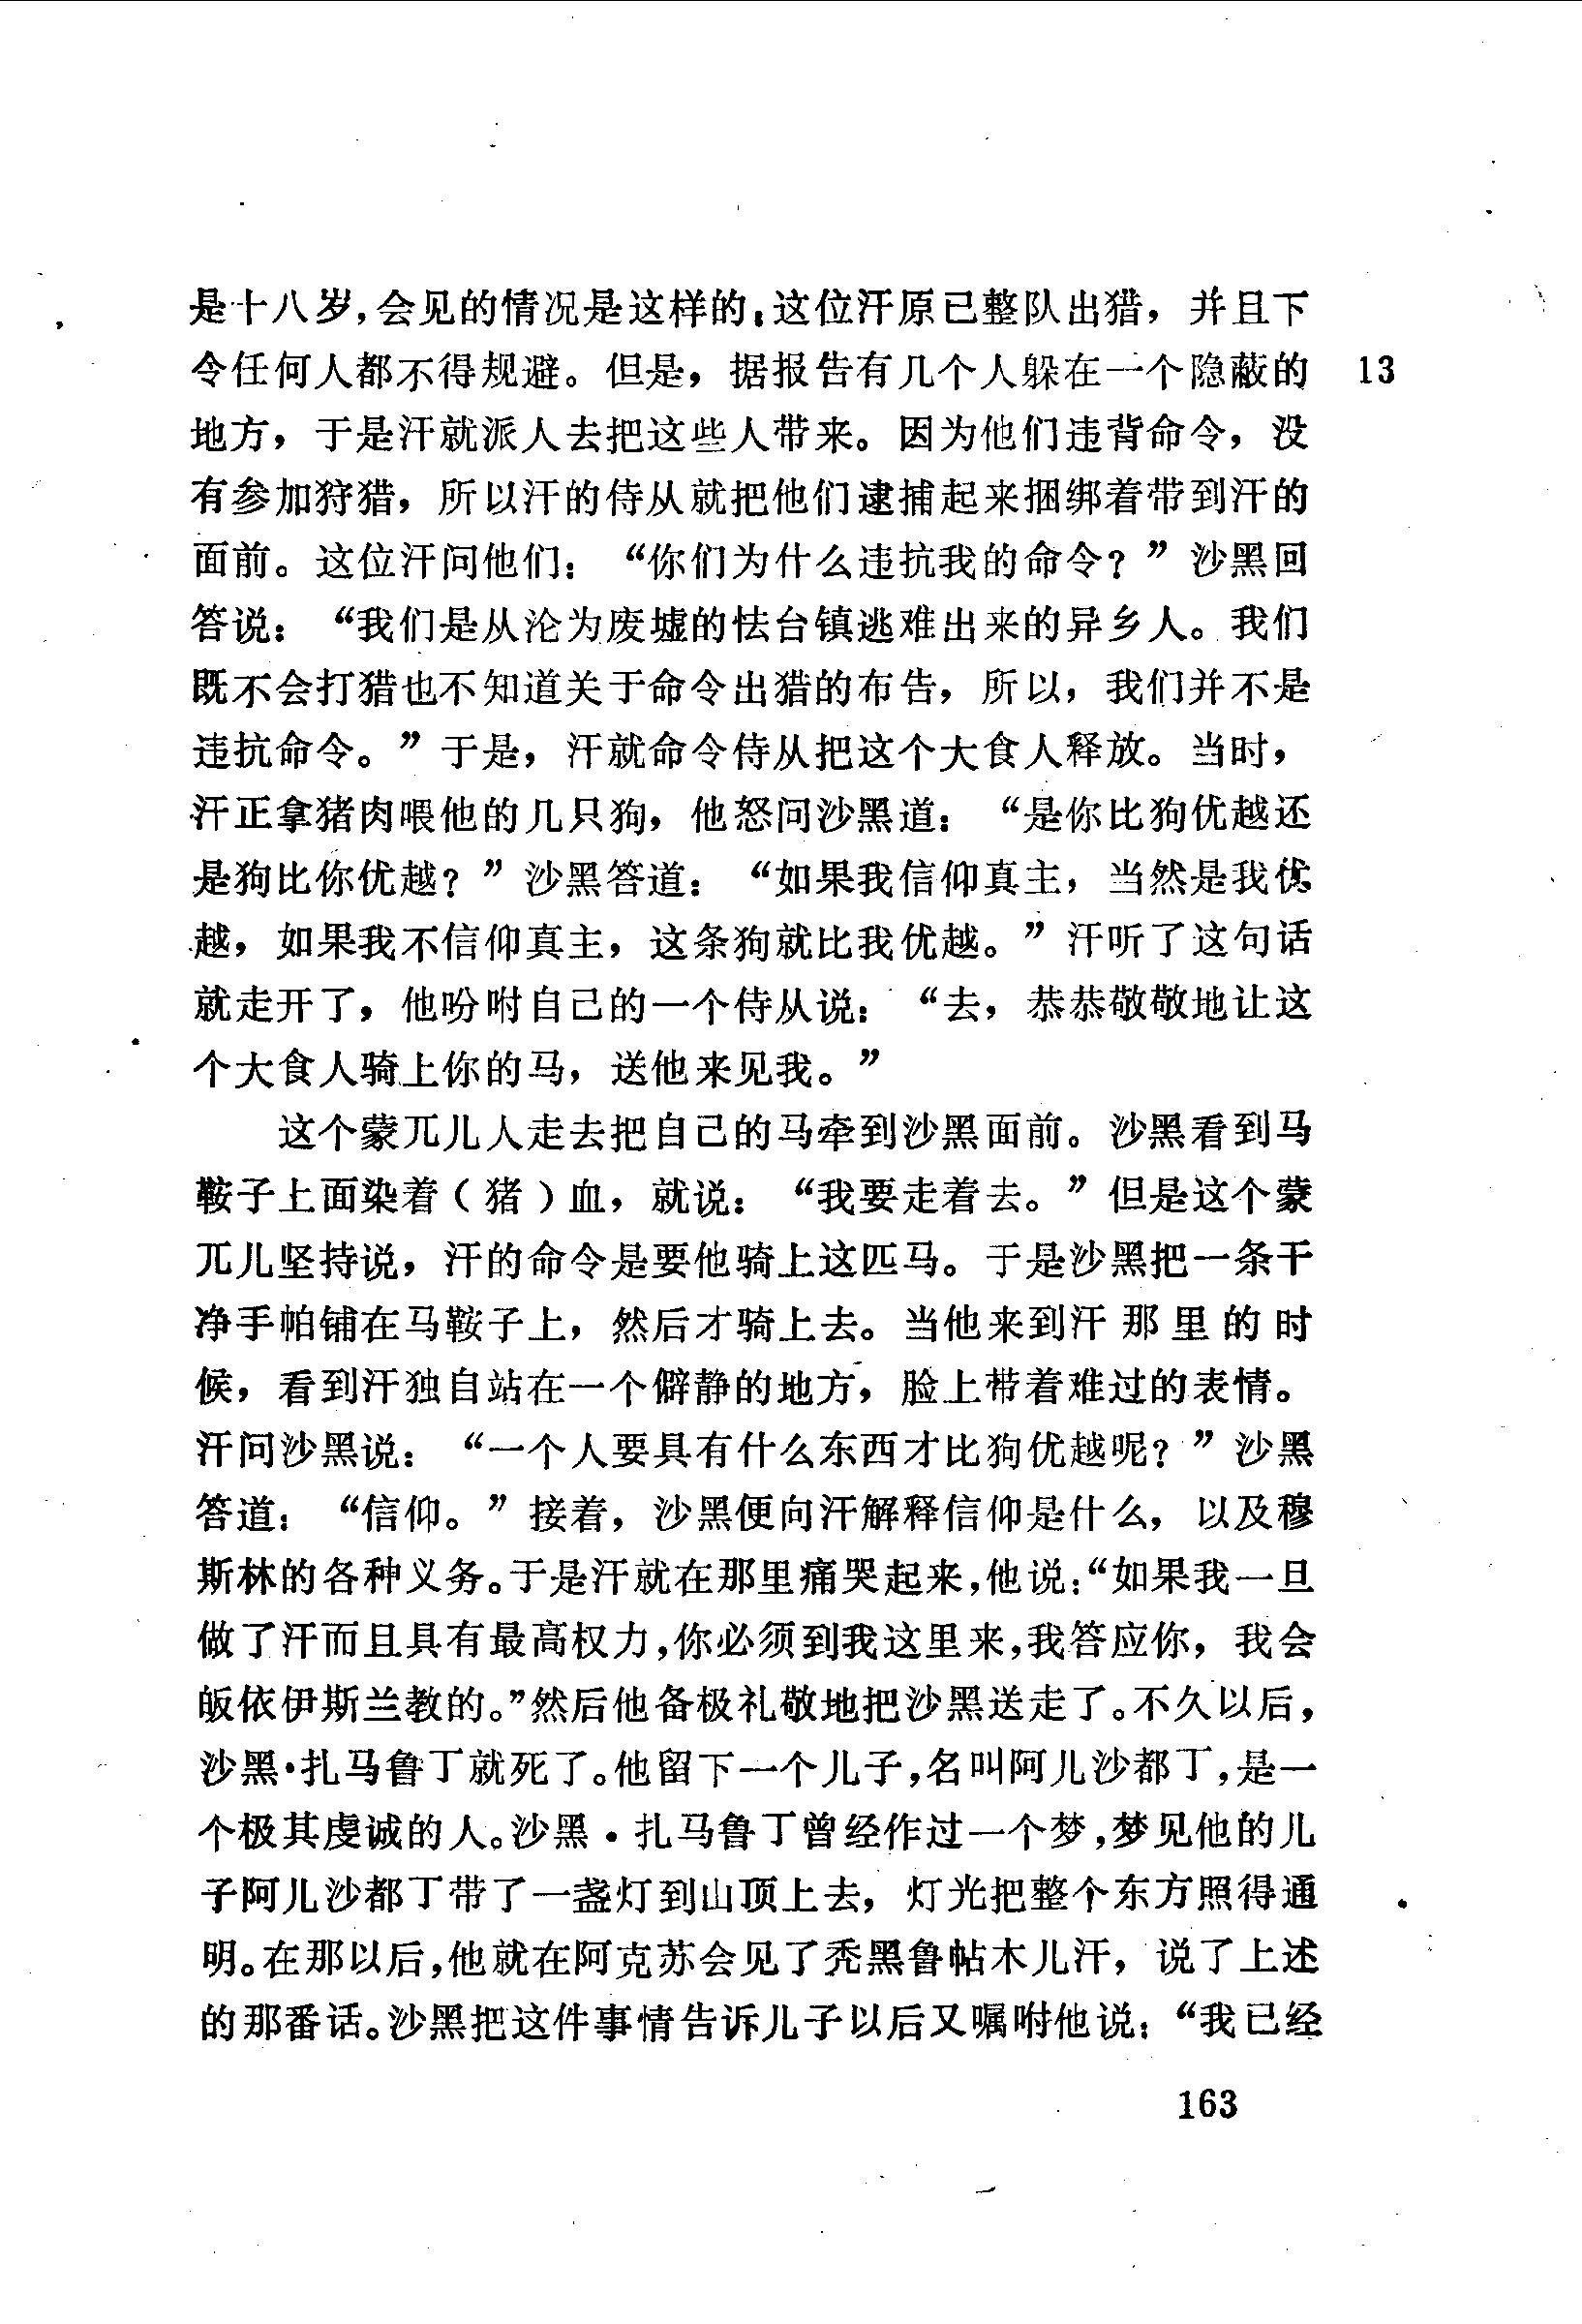 是十八岁，会见的情况是这样的：这位汗原已整队出猎，并且下
令任何人都不得规避。但是，据报告有几个人躲在一个隐蔽的 13
地方，于是汗就派人去把这些人带来。因为他们违背命令，没
有参加狩猎，所以汗的侍从就把他们逮捕起来捆绑着带到汗的
面前。这位汗问他们：“你们为什么违抗我的命令？”沙黑回
答说：“我们是从沦为废墟的怯台镇逃难出来的异乡人。我们
既不会打猎也不知道关于命令出猎的布告，所以，我们并不是
违抗命令。”于是，汗就命令侍从把这个大食人释放。当时，
汗正拿猪肉喂他的几只狗，他怒问沙黑道：“是你比狗优越还
是狗比你优越？”沙黑答道：“如果我信仰真主，当然是我优
越，如果我不信仰真主，这条狗就比我优越。”汗听了这句话
就走开了，他吩咐自己的一个侍从说：“去，恭恭敬敬地让这
个大食人骑上你的马，送他来见我。”
这个蒙兀儿人走去把自己的马牵到沙黑面前。沙黑看到马
鞍子上面染着（猪）血，就说：“我要走着去。”但是这个蒙
兀儿坚持说，汗的命令是要他骑上这匹马。于是沙黑把一条干
净手帕铺在马鞍子上，然后才骑上去。当他来到汗那里的时
候，看到汗独自站在一个僻静的地方，脸上带着难过的表情。
汗问沙黑说：“一个人要具有什么东西才比狗优越呢？”沙黑
答道：“信仰。”接着，沙黑便向汗解释信仰是什么，以及穆
斯林的各种义务。于是汗就在那里痛哭起来，他说：“如果我一旦
做了汗而且具有最高权力，你必须到我这里来，我答应你，我会
皈依伊斯兰教的。”然后他备极礼敬地把沙黑送走了。不久以后，
沙黑·扎马鲁丁就死了。他留下一个儿子，名叫阿儿沙都丁，是一
个极其虔诚的人。沙黑·扎马鲁丁曾经作过一个梦，梦见他的儿
子阿儿沙都丁带了一盏灯到山顶上去，灯光把整个东方照得通
明。在那以后，他就在阿克苏会见了秃黑鲁帖木儿汗，说了上述
的那番话。沙黑把这件事情告诉儿子以后又嘱咐他说：“我已经
163